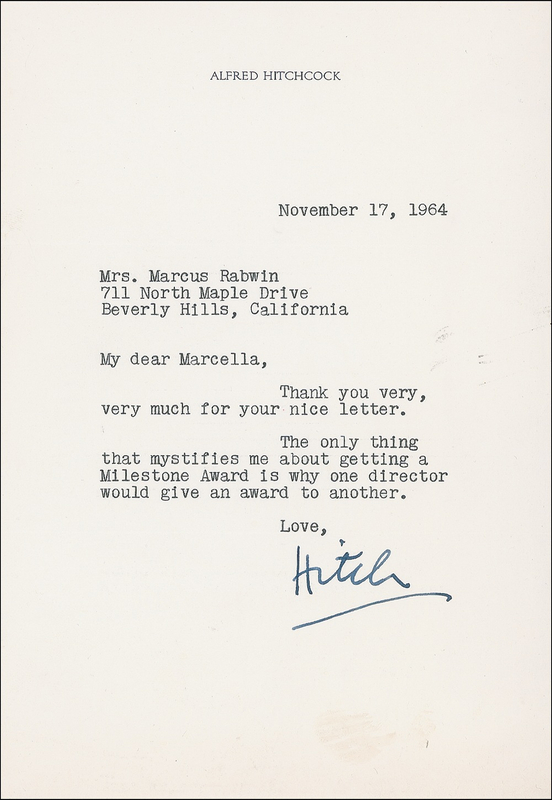 ALFRED HITCHCOCK
November 17, 1964
Mrs. Marcus Rabwin
711 North Maple Drive
Beverly Hills, California
My dear Marcella,
Thank you very,
very much for your nice letter.
The only thing
that mystifies me about getting a
Milestone Award is why one director
would give an award to another.
Love,
Hitch